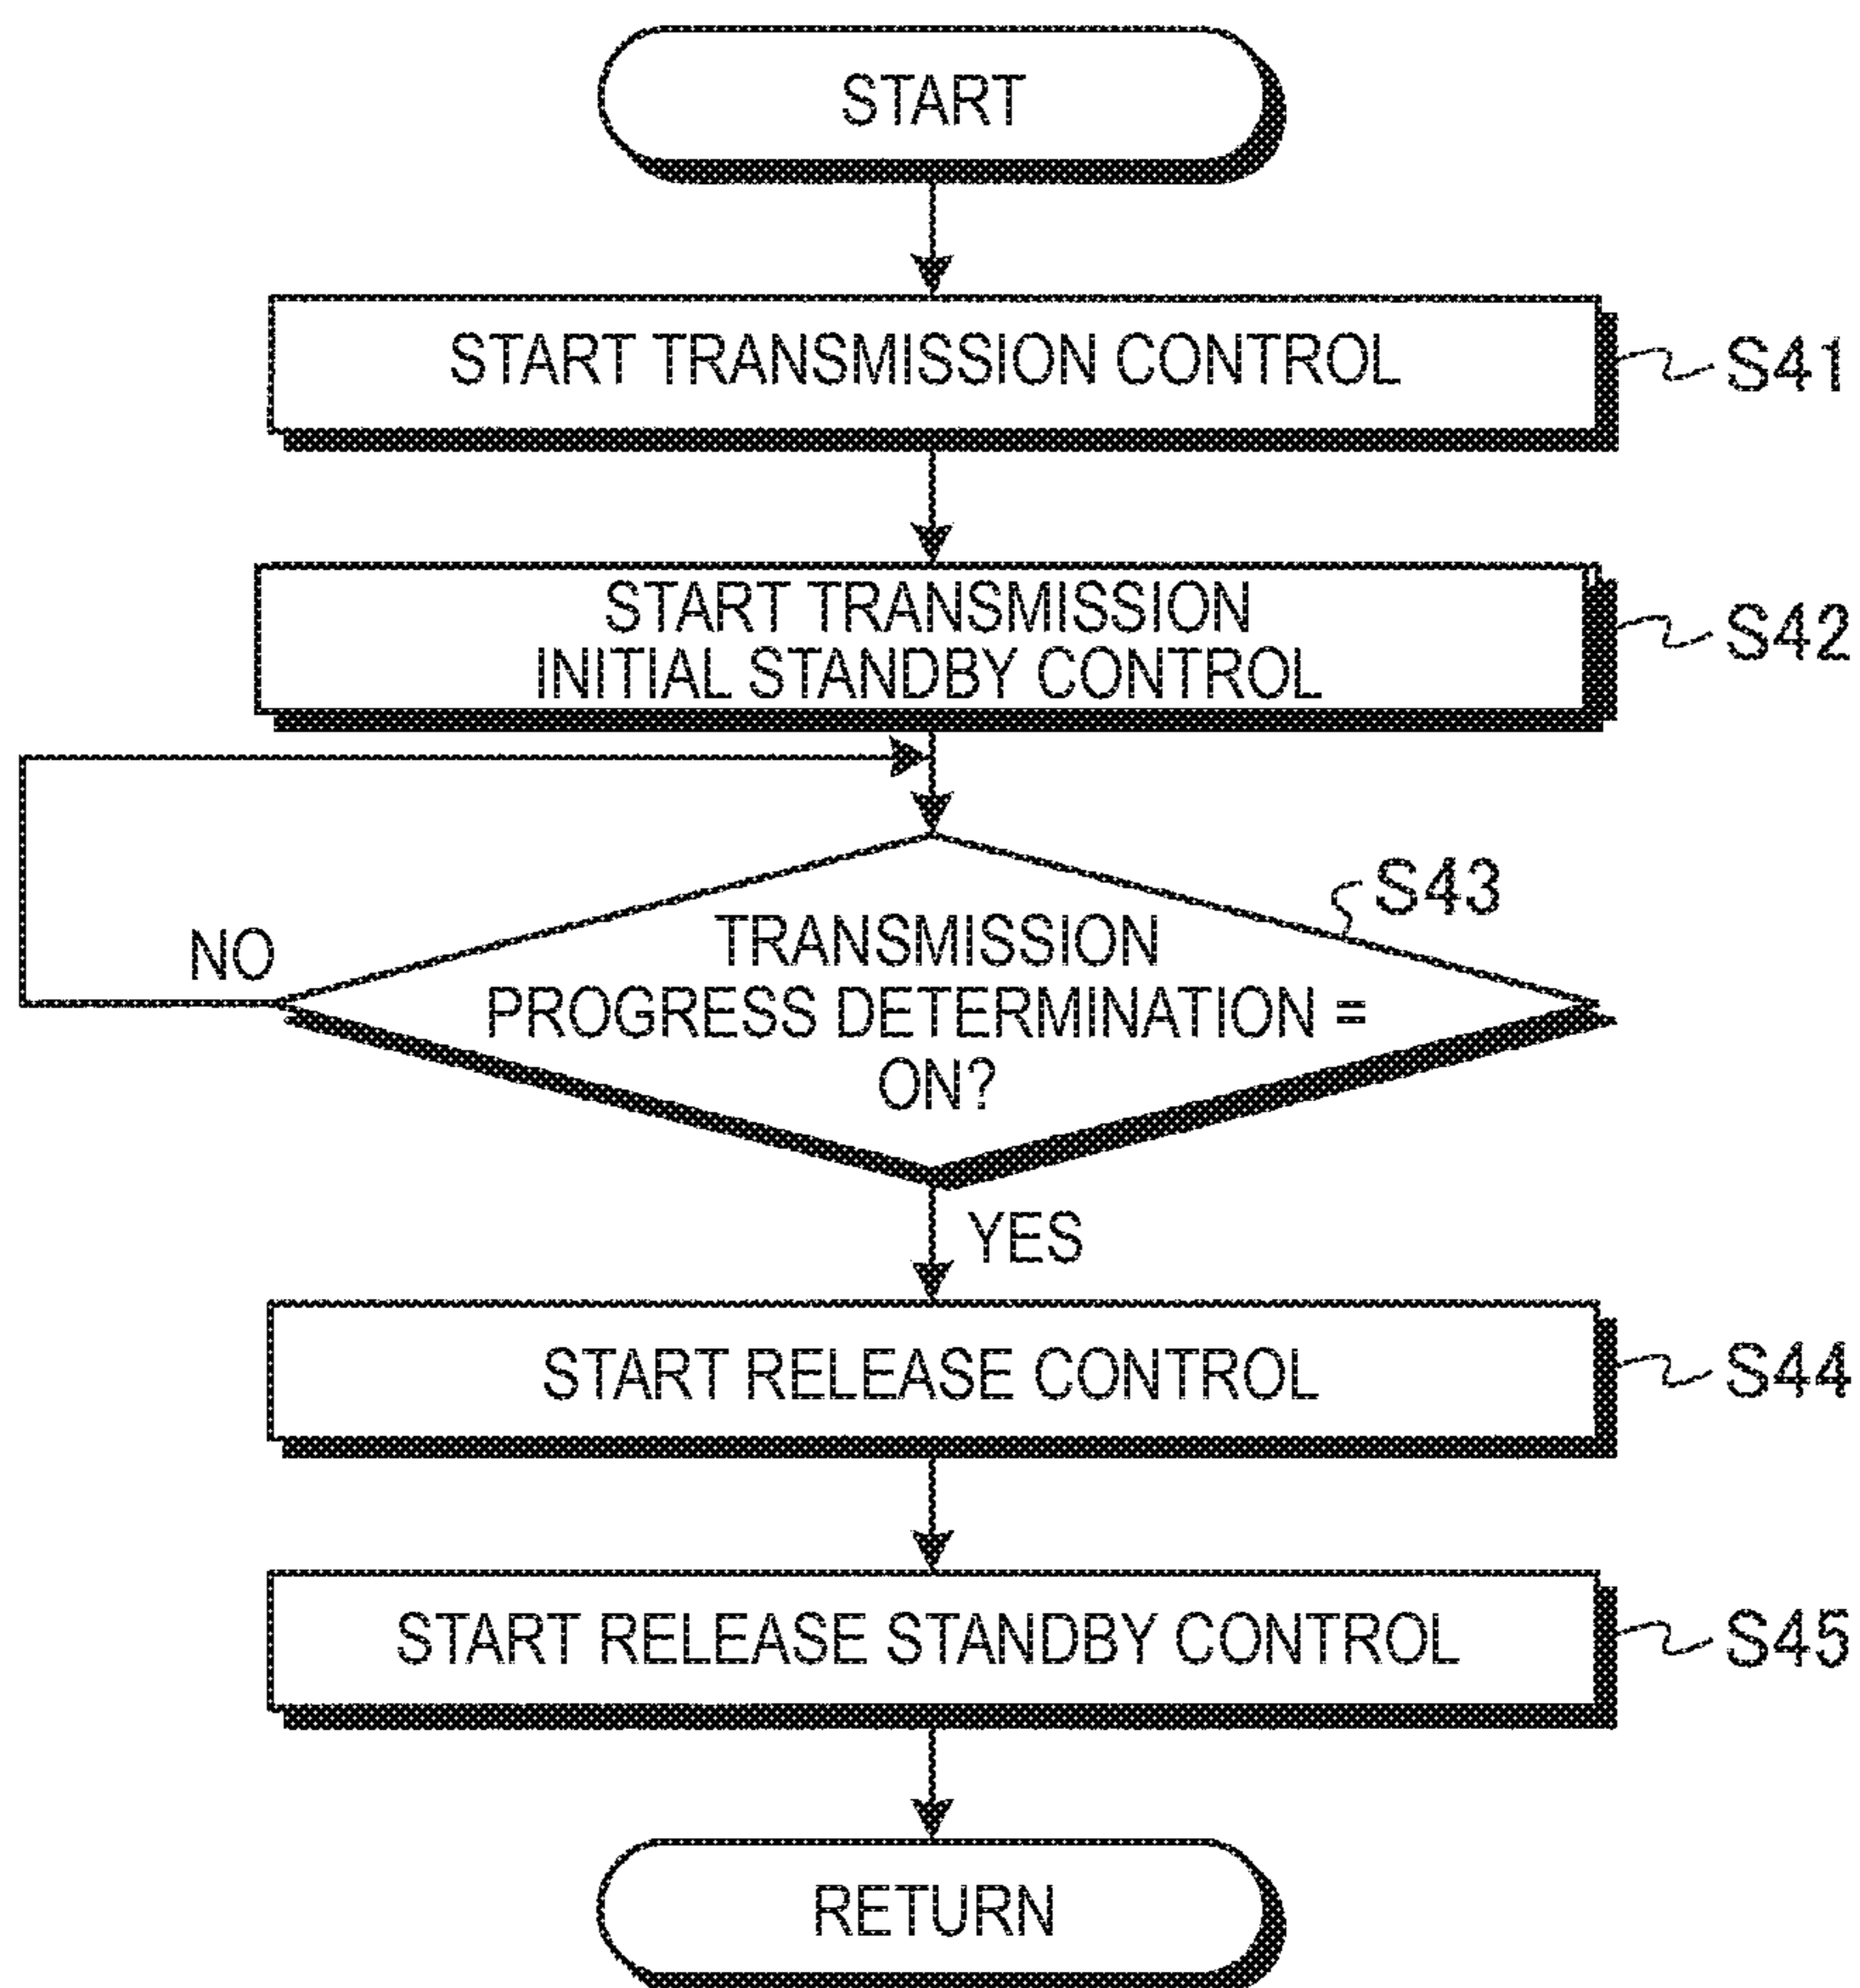 START
START TRANSMISSION CONTROL
S41
START TRANSMISSION
INITIAL STANDBY CONTROL
S42
S43
TRANSMISSION
PROGRESS DETERMINATION =
ON?
NO
YES
START RELEASE CONTROL
S44
START RELEASE STANDBY CONTROL
S45
RETURN